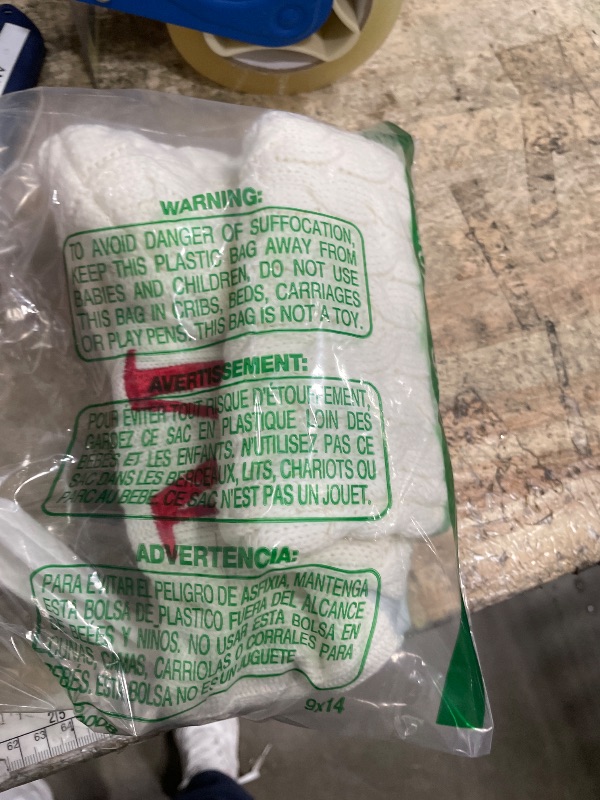 WARNING:
TO AVOID DANGER OF SUFFOCATION,
KEEP THIS PLASTIC BAG AWAY FROM
BABIES AND CHILDREN. DO NOT USE
THIS BAG IN CRIBS, BEDS, CARRIAGES
OR PLAY PENS. THIS BAG IS NOT A TOY.
AVERTISSEMENT:
POUR EVITER TOUT RISQUE D'ÉTOUFFEMENT,
GARDEZ CE SAC EN PLASTIQUE LOIN DES
BEBES ET LES ENFANTS. N'UTILISEZ PAS CE
SAC DANS LES BERCEAUX, LITS, CHARIOTS OU
PARC AU BEBE. CE SAC N'EST PAS UN JOUET.
ADVERTENCIA:
PARA EVITAR EL PELIGRO DE ASFIXIA, MANTENGA
ESTA BOLSA DE PLASTICO FUERA DEL ALCANCE
DE BEBES Y NINOS. NO USAR ESTA BOLSA EN
CUNAS, CAMAS, CARRIOLAS O CORRALES PARA
BEBES. ESTA BOLSA NO ES UN JUGUETE
9x14
25
62 63 64